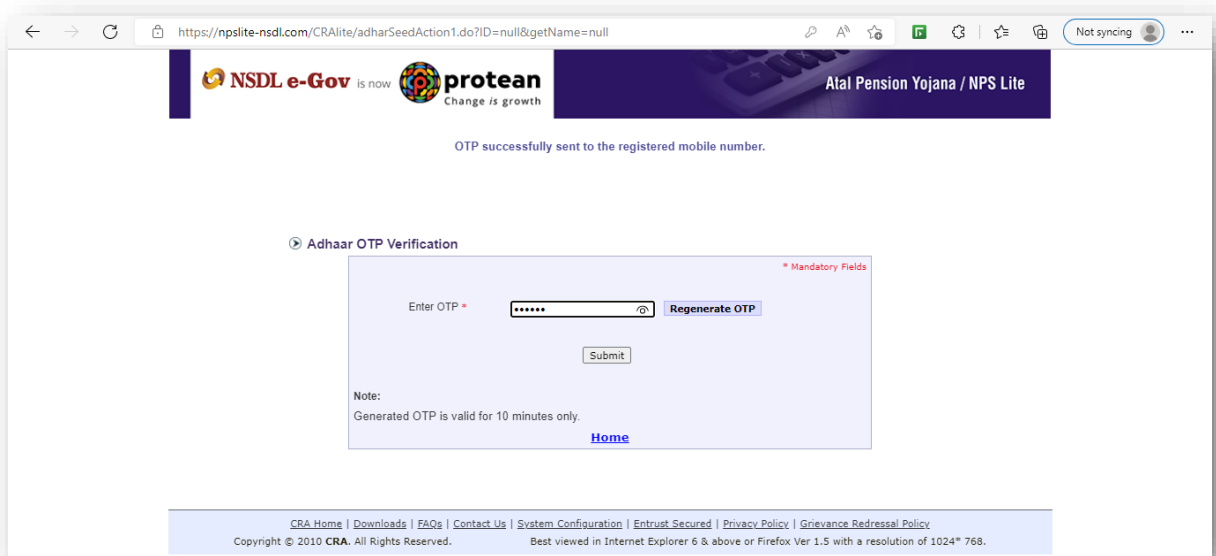 https://npslite-nsdl.com/CRAlite/adharSeedAction1.do?ID=null&getName=null
Not syncing
NSDL e-Gov is now protean
Change is growth
Atal Pension Yojana / NPS Lite
OTP successfully sent to the registered mobile number.
Adhaar OTP Verification
* Mandatory Fields
Enter OTP * •••••• Regenerate OTP
Submit
Note:
Generated OTP is valid for 10 minutes only.
Home
CRA Home | Downloads | FAQs | Contact Us | System Configuration | Entrust Secured | Privacy Policy | Grievance Redressal Policy
Copyright © 2010 CRA. All Rights Reserved. Best viewed in Internet Explorer 6 & above or Firefox Ver 1.5 with a resolution of 1024* 768.